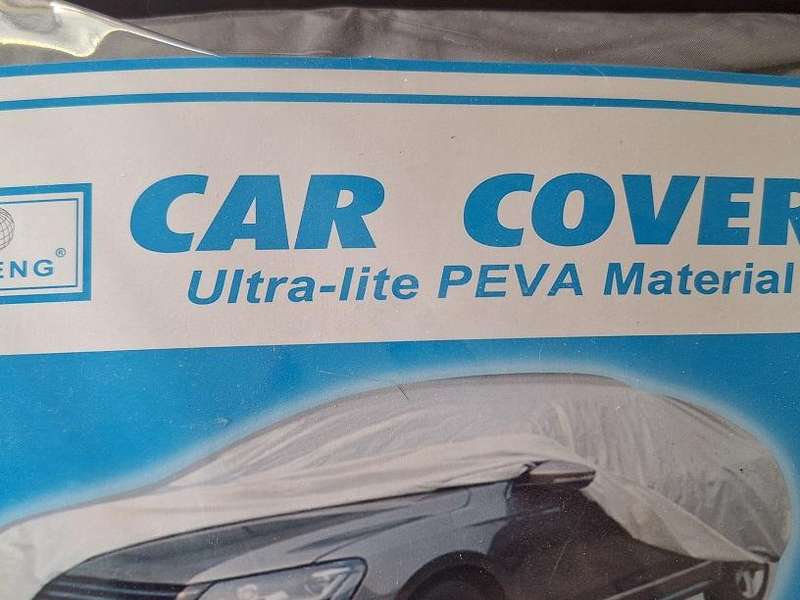 CAR COVER
Ultra-lite PEVA Material
ENG®